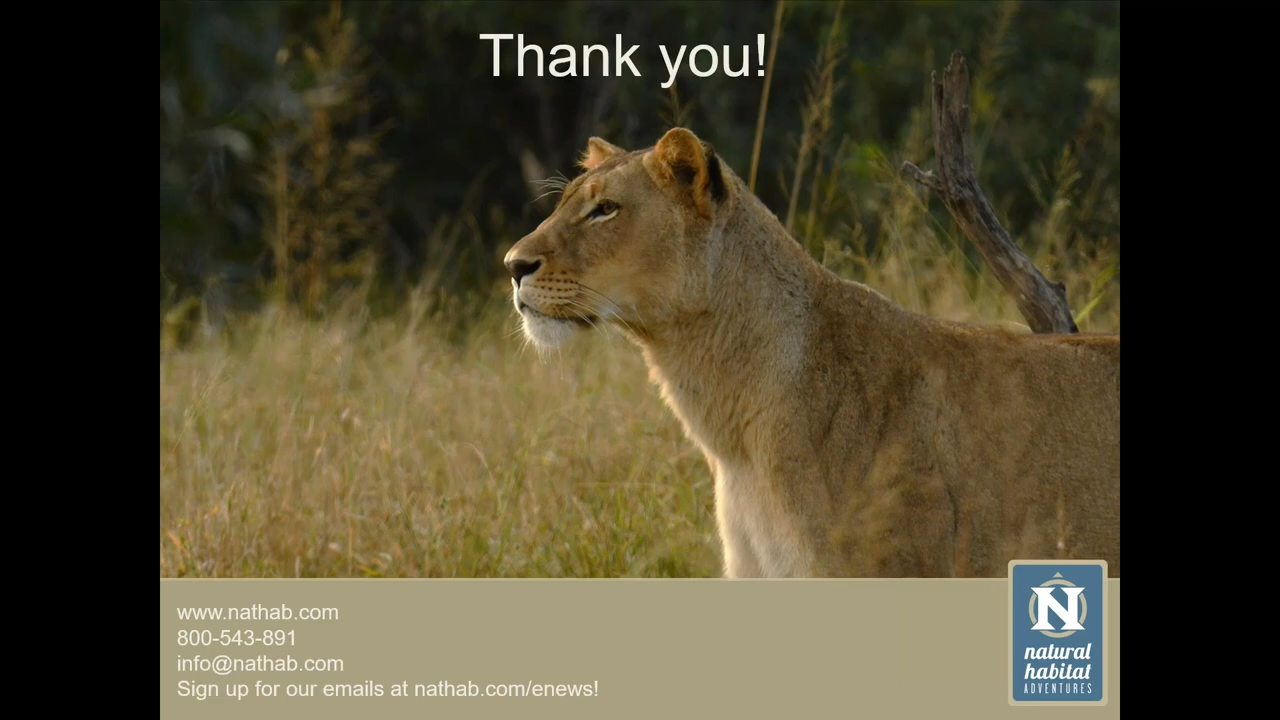 Thank you!
www.nathab.com
800-543-891
info@nathab.com
Sign up for our emails at nathab.com/enews!
N
natural
habitat
ADVENTURES